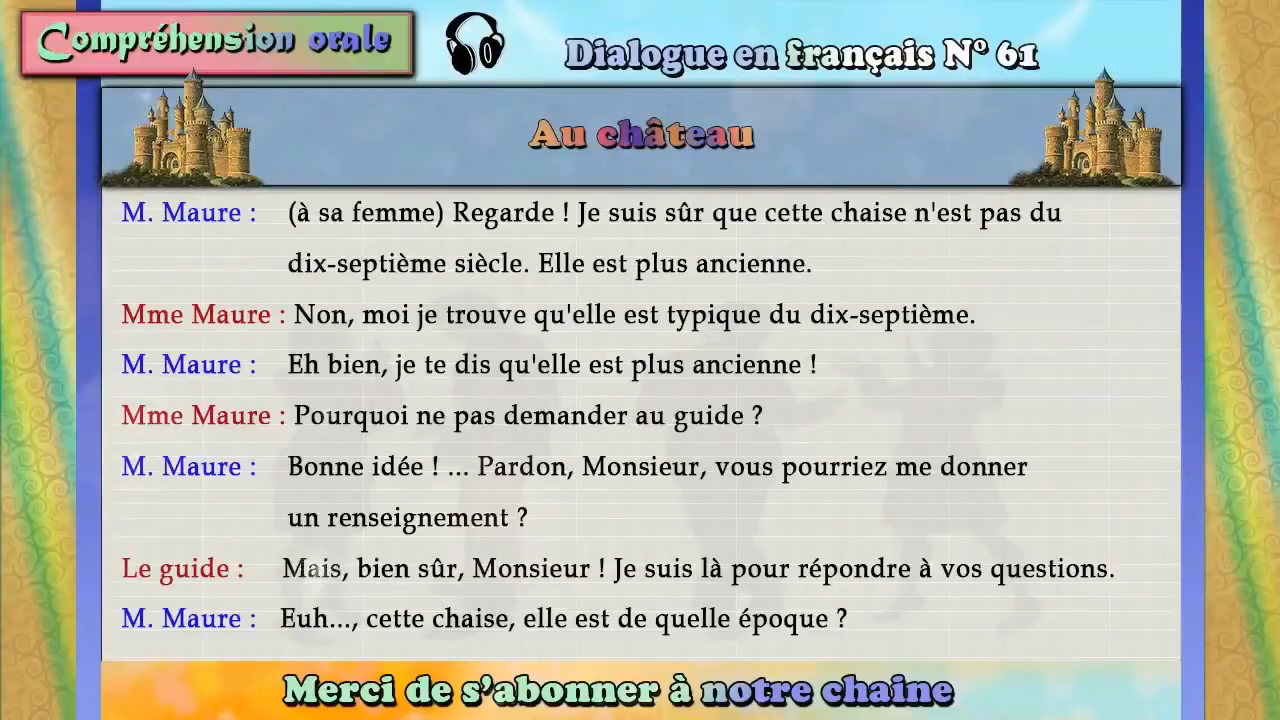 Compréhension orale
Dialogue en français N° 61
Au château
M. Maure : (à sa femme) Regarde ! Je suis sûr que cette chaise n'est pas du
dix-septième siècle. Elle est plus ancienne.
Mme Maure : Non, moi je trouve qu'elle est typique du dix-septième.
M. Maure : Eh bien, je te dis qu'elle est plus ancienne !
Mme Maure : Pourquoi ne pas demander au guide ?
M. Maure : Bonne idée ! ... Pardon, Monsieur, vous pourriez me donner
un renseignement ?
Le guide : Mais, bien sûr, Monsieur ! Je suis là pour répondre à vos questions.
M. Maure : Euh..., cette chaise, elle est de quelle époque ?
Merci de s'abonner à notre chaine